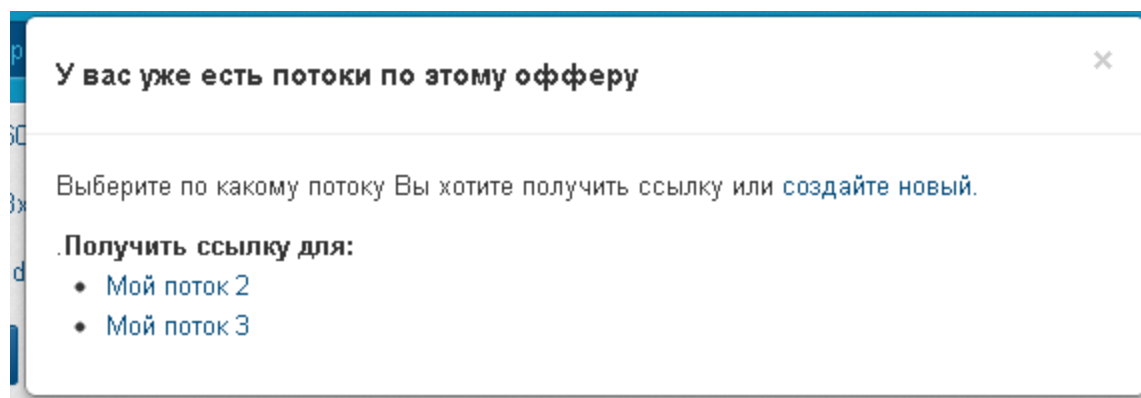 У вас уже есть потоки по этому офферу
×
Выберите по какому потоку Вы хотите получить ссылку или создайте новый.
.Получить ссылку для:
• Мой поток 2
• Мой поток 3